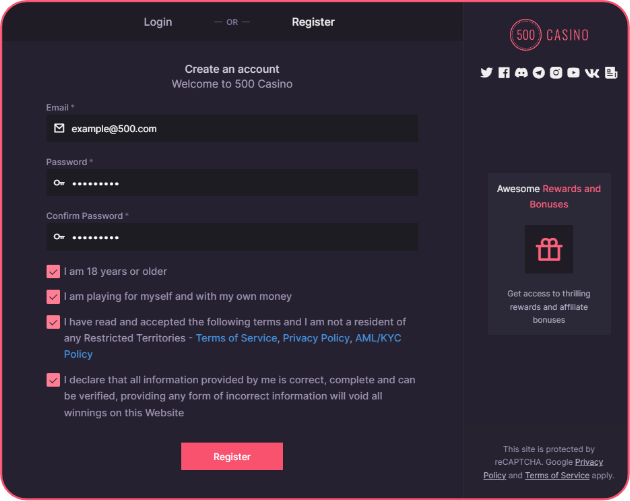 Login
OR
Register
Create an account
Welcome to 500 Casino
Email *
example@500.com
Password *
•••••••••
Confirm Password *
•••••••••
I am 18 years or older
I am playing for myself and with my own money
I have read and accepted the following terms and I am not a resident of
any Restricted Territories - Terms of Service, Privacy Policy, AML/KYC
Policy
I declare that all information provided by me is correct, complete and can
be verified, providing any form of incorrect information will void all
winnings on this Website
Register
500 CASINO
Awesome Rewards and
Bonuses
Get access to thrilling
rewards and affiliate
bonuses
This site is protected by
reCAPTCHA. Google Privacy
Policy and Terms of Service apply.